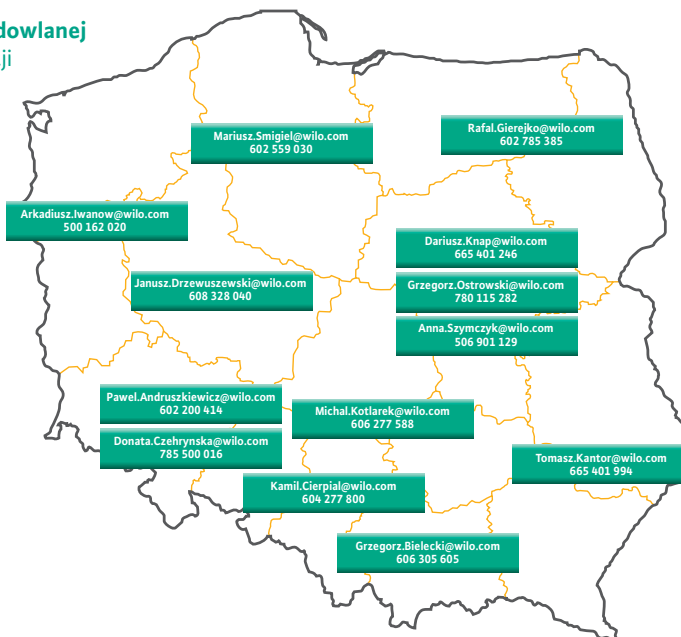 dowlanej
ji
Mariusz.Smigiel@wilo.com
602 559 030
Rafal.Gierejko@wilo.com
602 785 385
Arkadiusz.Iwanow@wilo.com
500 162 020
Dariusz.Knap@wilo.com
665 401 246
Janusz.Drzewuszewski@wilo.com
608 328 040
Grzegorz.Ostrowski@wilo.com
780 115 282
Anna.Szymczyk@wilo.com
506 901 129
Pawel.Andruszkiewicz@wilo.com
602 200 414
Michal.Kotlarek@wilo.com
606 277 588
Donata.Czehrynska@wilo.com
785 500 016
Tomasz.Kantor@wilo.com
665 401 994
Kamil.Cierpial@wilo.com
604 277 800
Grzegorz.Bielecki@wilo.com
606 305 605